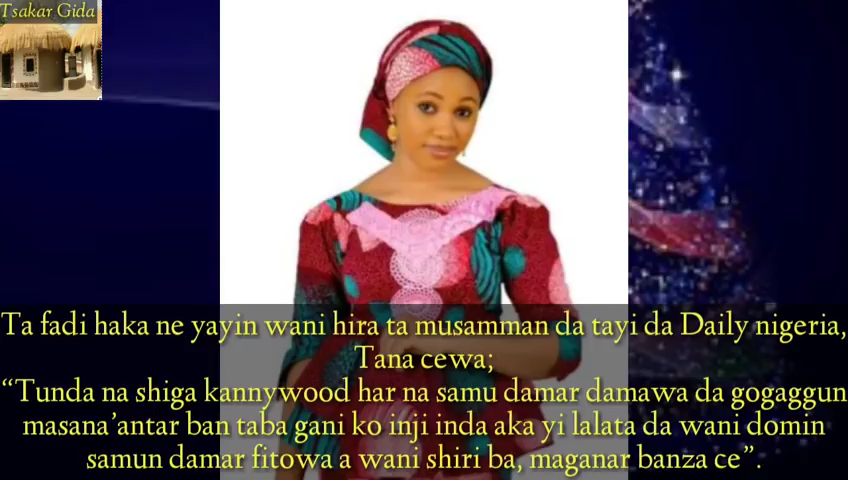 Tsakar Gida
Ta fadi haka ne yayin wani hira ta musamman da tayi da Daily nigeria,
Tana cewa;
“Tunda na shiga kannywood har na samu damar damawa da gogaggun
masana’antar ban taba gani ko inji inda aka yi lalata da wani domin
samun damar fitowa a wani shiri ba, maganar banza ce”.